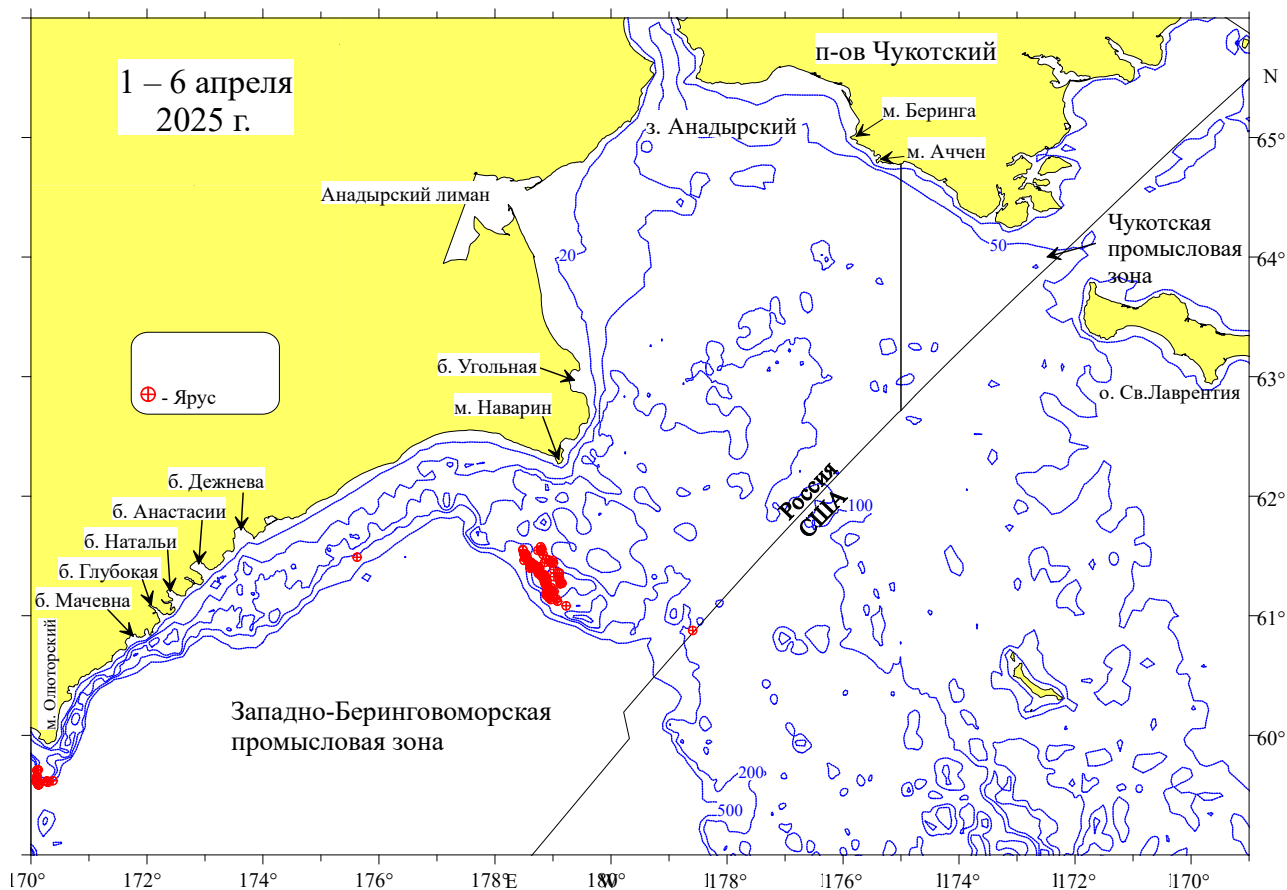 1 – 6 апреля
2025 г.
п-ов Чукотский
N
м. Беринга
з. Анадырский
65°
м. Аччен
Анадырский лиман
Чукотская
промысловая
зона
50
20
64°
б. Угольная
63°
о. Св.Лаврентия
- Ярус
м. Наварин
Россия
США
62°
100
б. Дежнева
б. Анастасии
б. Натальи
б. Глубокая
б. Мачевна
61°
м. Олюторский
Западно-Беринговоморская
промысловая зона
60°
200
500
170 172 174 176 178 E 180 W 178° 176° 174° 172° 170°